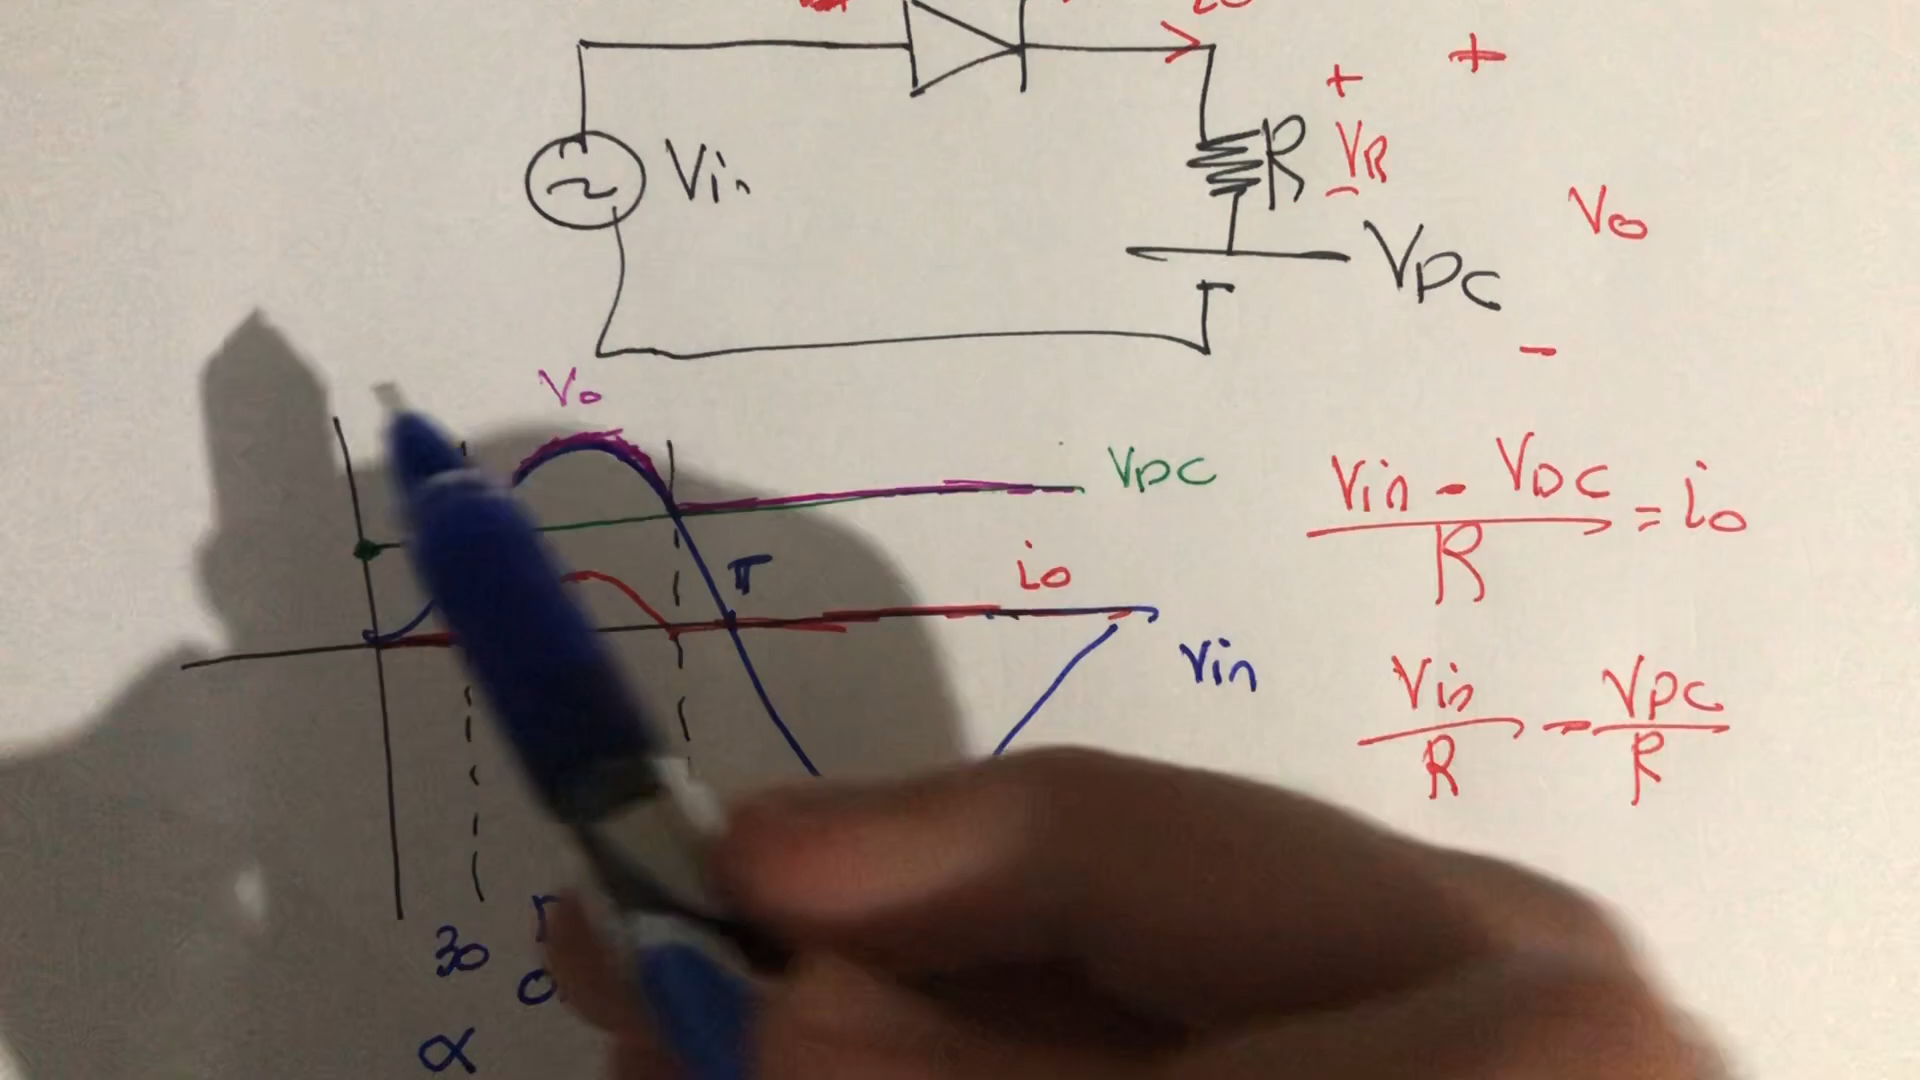 +
+
Vin
R
VR
-
Vo
VDC
-
Vo
VDC
Vin - VDC
R
= io
π
io
Vin
Vin
R
-
VDC
R
30
α